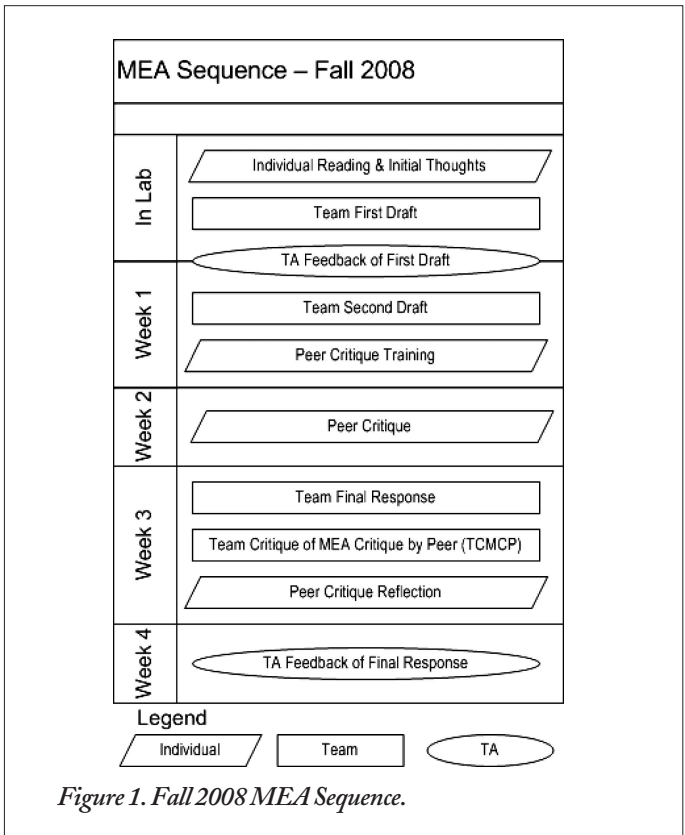 MEA Sequence – Fall 2008
In Lab
Individual Reading & Initial Thoughts
Team First Draft
TA Feedback of First Draft
Week 1
Team Second Draft
Peer Critique Training
Week 2
Peer Critique
Week 3
Team Final Response
Team Critique of MEA Critique by Peer (TCMCP)
Peer Critique Reflection
Week 4
TA Feedback of Final Response
Legend
Individual
Team
TA
Figure 1. Fall 2008 MEA Sequence.